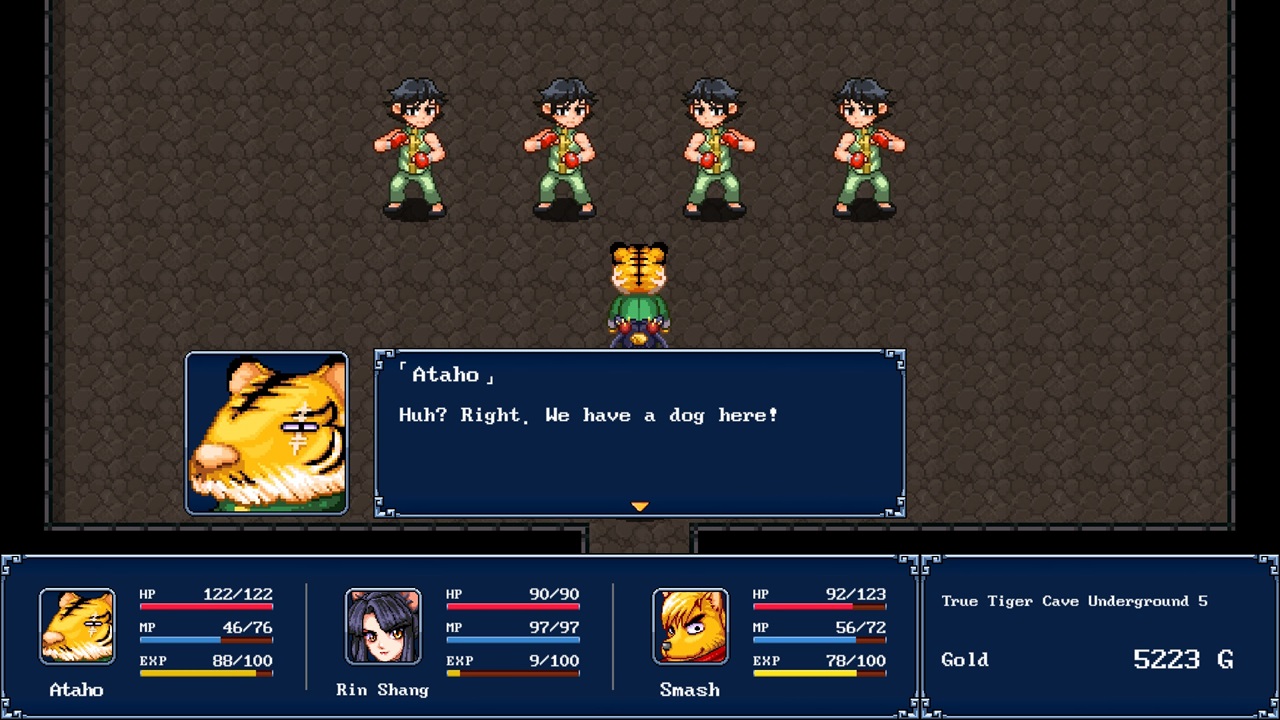 「Ataho」
Huh? Right. We have a dog here!
HP 122/122
MP 46/76
EXP 88/100
Ataho
HP 90/90
MP 97/97
EXP 9/100
Rin Shang
HP 92/123
MP 56/72
EXP 78/100
Smash
True Tiger Cave Underground 5
Gold 5223 G